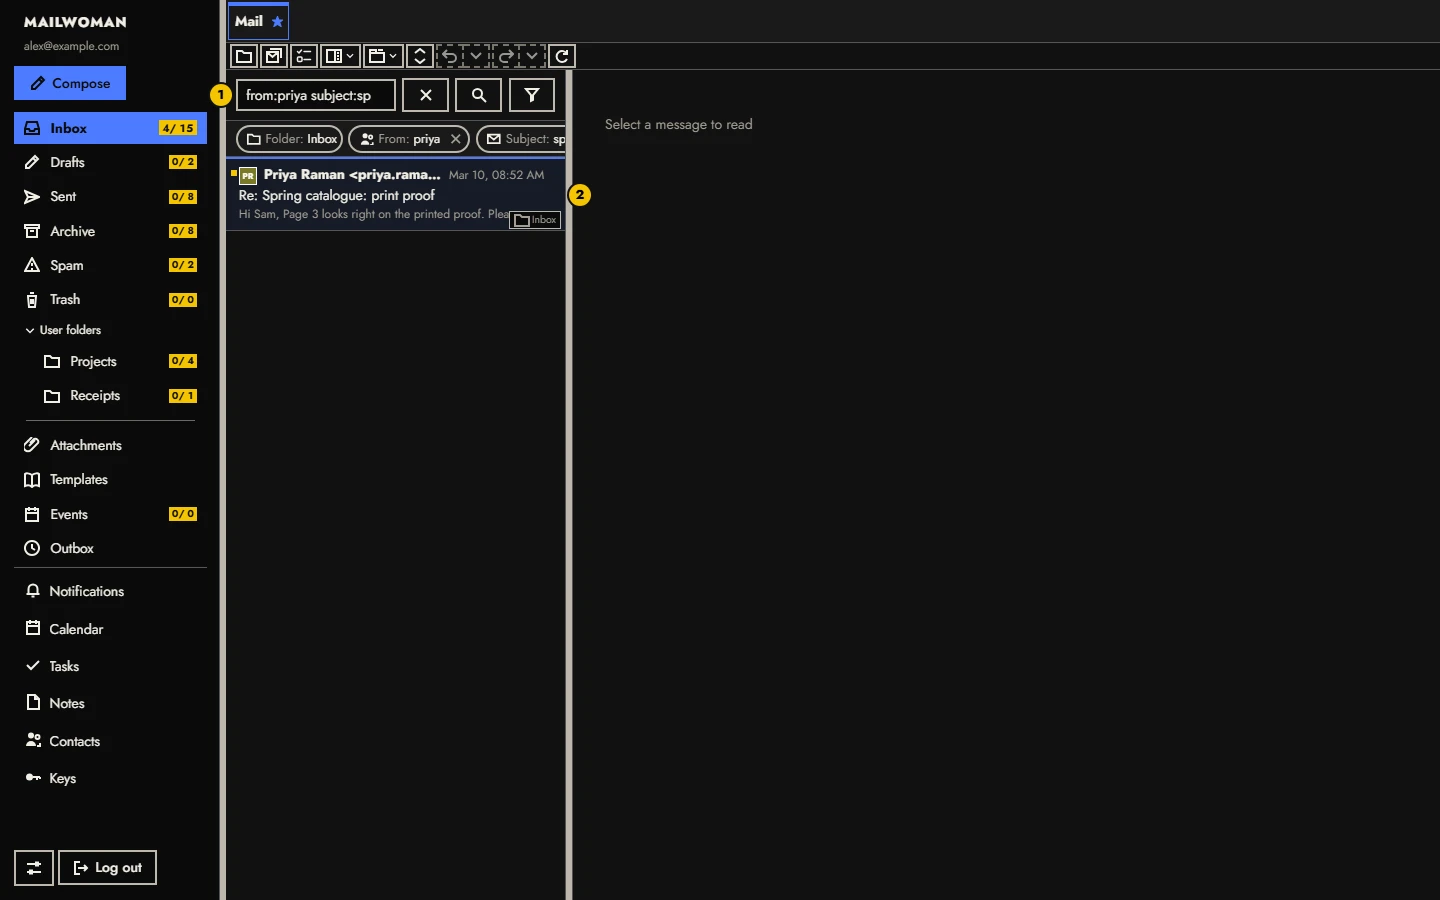 MAILWOMAN
alex@example.com
Compose
Inbox 4/ 15
Drafts 0/ 2
Sent 0/ 8
Archive 0/ 8
Spam 0/ 2
Trash 0/ 0
User folders
Projects 0/ 4
Receipts 0/ 1
Attachments
Templates
Events 0/ 0
Outbox
Notifications
Calendar
Tasks
Notes
Contacts
Keys
Log out
Mail
1
from:priya subject:sp
Folder: Inbox From: priya Subject: sp
PR Priya Raman <priya.rama... Mar 10, 08:52 AM
Re: Spring catalogue: print proof
Hi Sam, Page 3 looks right on the printed proof. Plea
Inbox
2
Select a message to read